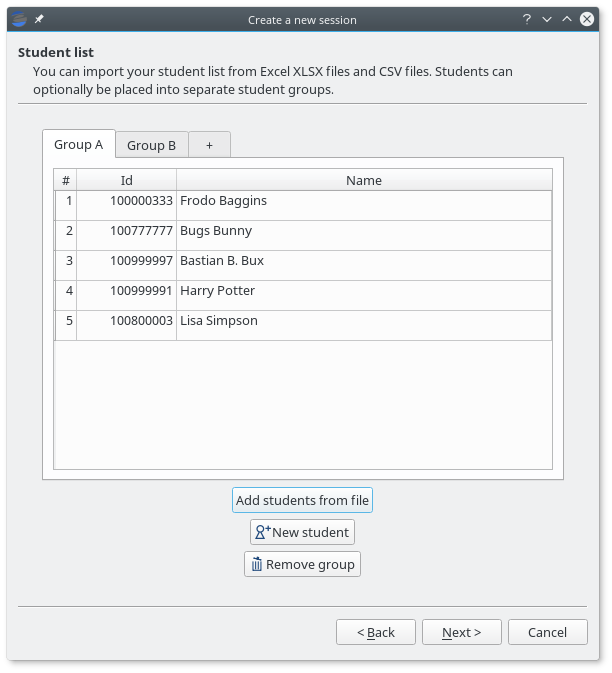 Create a new session
Student list
You can import your student list from Excel XLSX files and CSV files. Students can
optionally be placed into separate student groups.
Group A Group B +
# Id Name
1 100000333 Frodo Baggins
2 100777777 Bugs Bunny
3 100999997 Bastian B. Bux
4 100999991 Harry Potter
5 100800003 Lisa Simpson
Add students from file
New student
Remove group
< Back Next > Cancel